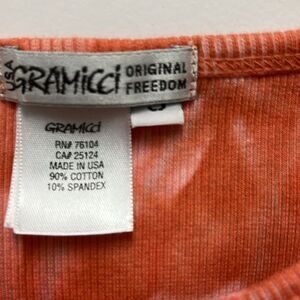 USA
GRAMICCI
ORIGINAL
FREEDOM
GRAMICCI
RN# 76104
CA# 25124
MADE IN USA
90% COTTON
10% SPANDEX